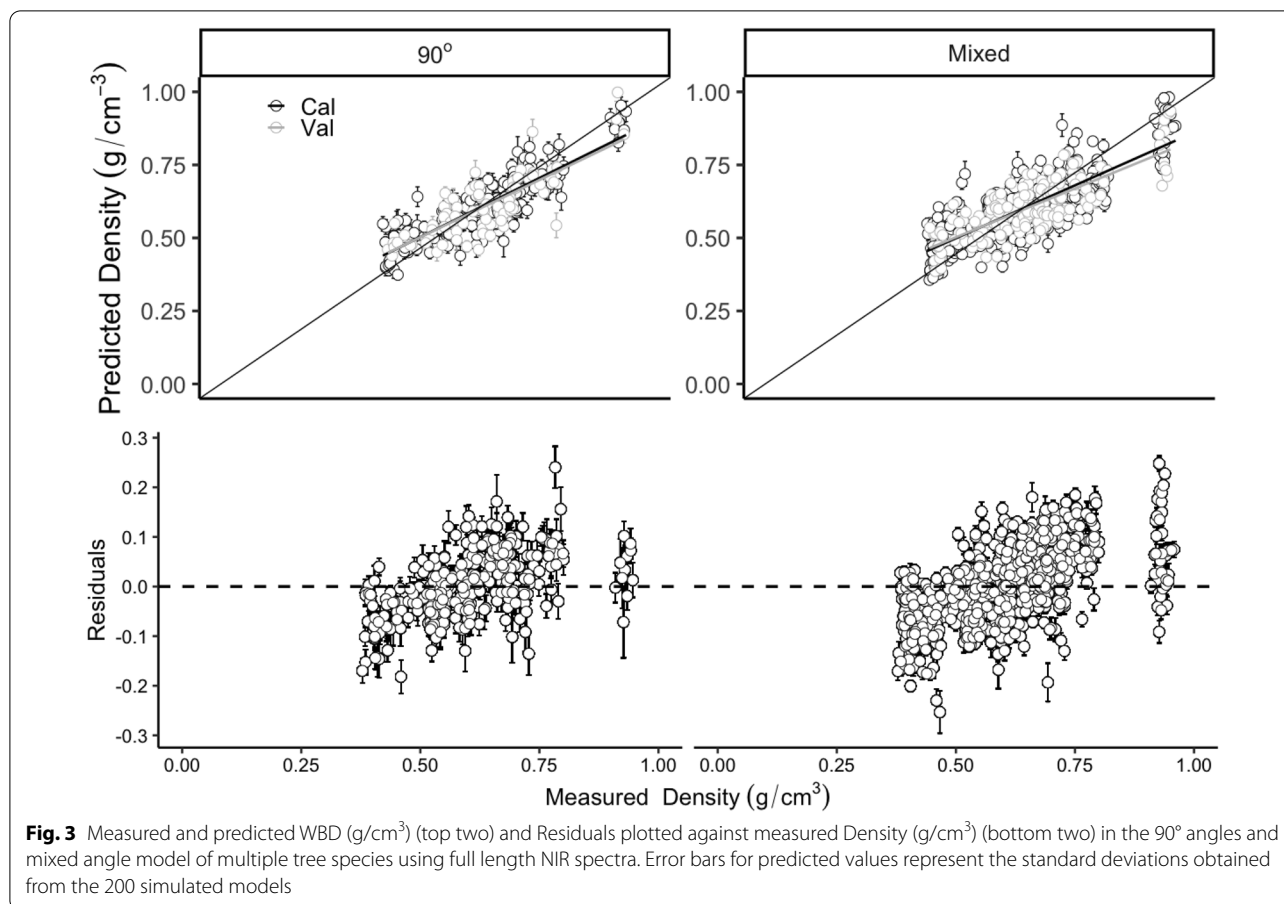 90°
Mixed
Cal
Val
Predicted Density (g/cm⁻³)
1.00
0.75
0.50
0.25
0.00
1.00
0.75
0.50
0.25
0.00
Residuals
0.3
0.2
0.1
0.0
-0.1
-0.2
-0.3
0.00 0.25 0.50 0.75 1.00
0.00 0.25 0.50 0.75 1.00
Measured Density (g/cm³)
Fig. 3 Measured and predicted WBD (g/cm³) (top two) and Residuals plotted against measured Density (g/cm³) (bottom two) in the 90° angles and
mixed angle model of multiple tree species using full length NIR spectra. Error bars for predicted values represent the standard deviations obtained
from the 200 simulated models